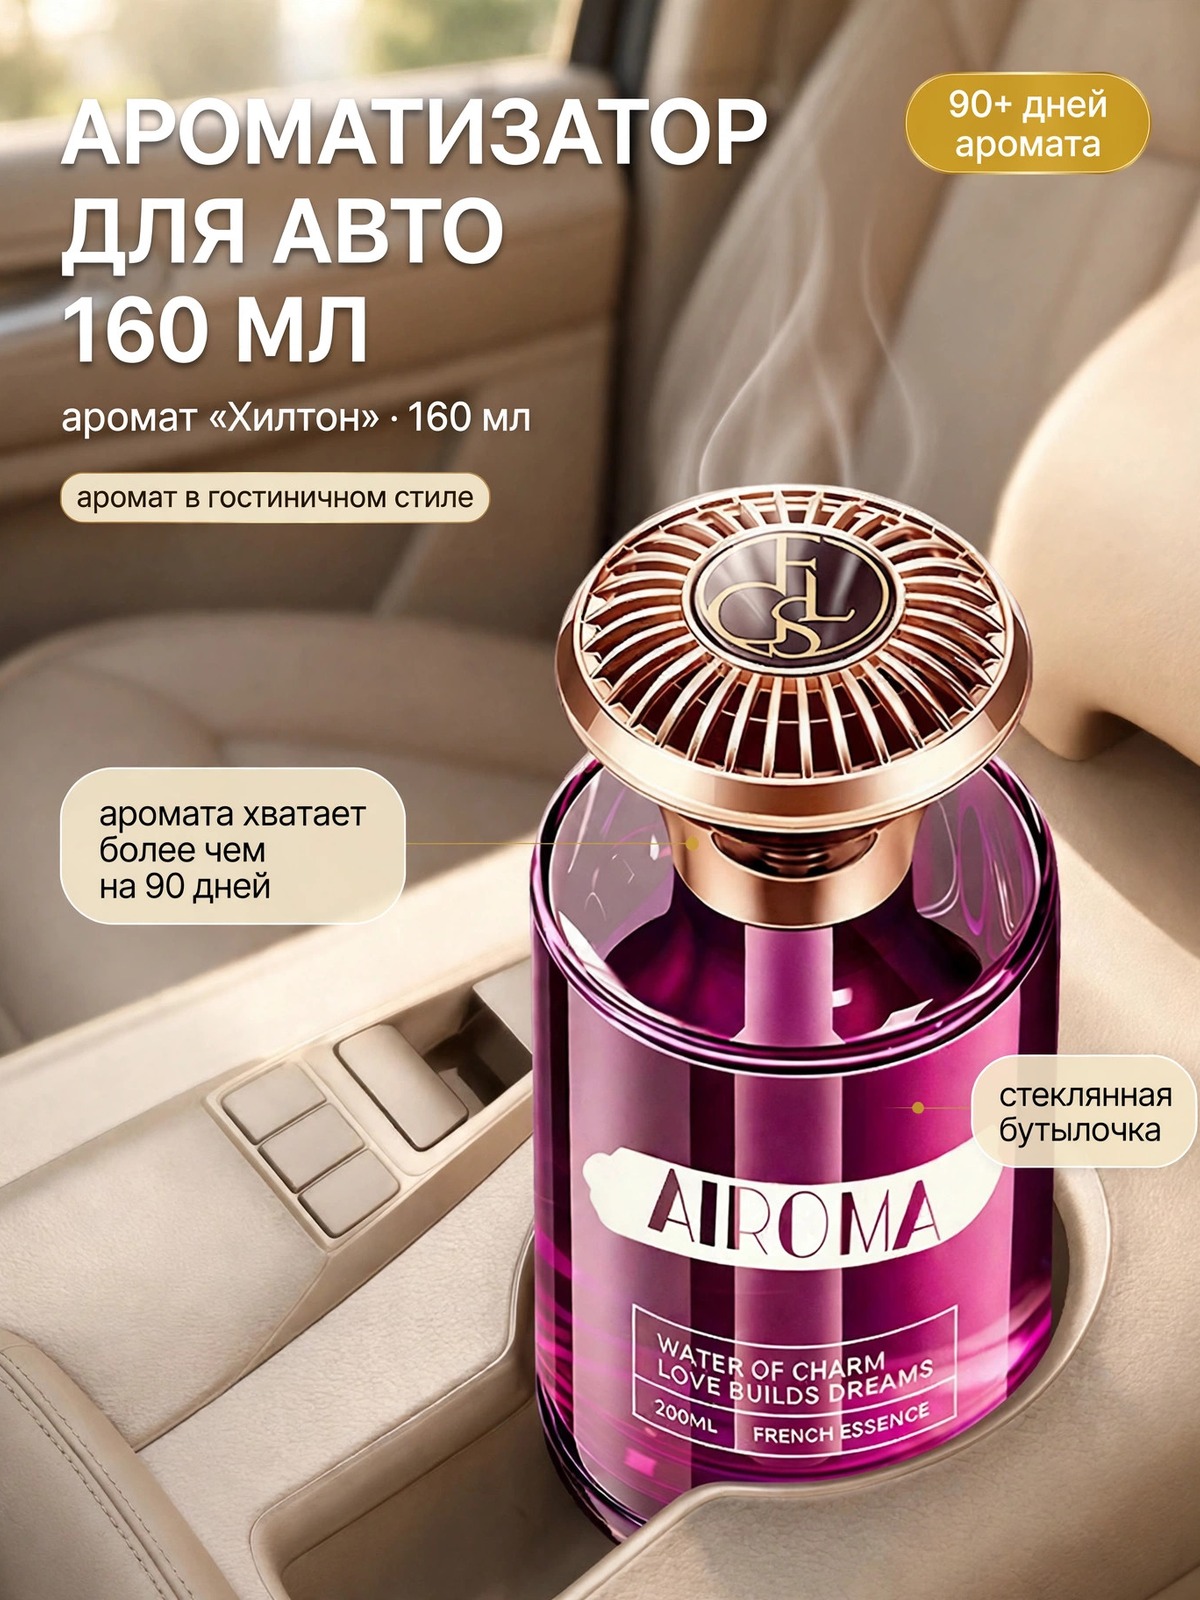 АРОМАТИЗАТОР
ДЛЯ АВТО
160 МЛ
аромат «Хилтон» · 160 мл
аромат в гостиничном стиле
90+ дней
аромата
аромата хватает
более чем
на 90 дней
стеклянная
бутылочка
AIROMA
WATER OF CHARM
LOVE BUILDS DREAMS
200ML
FRENCH ESSENCE